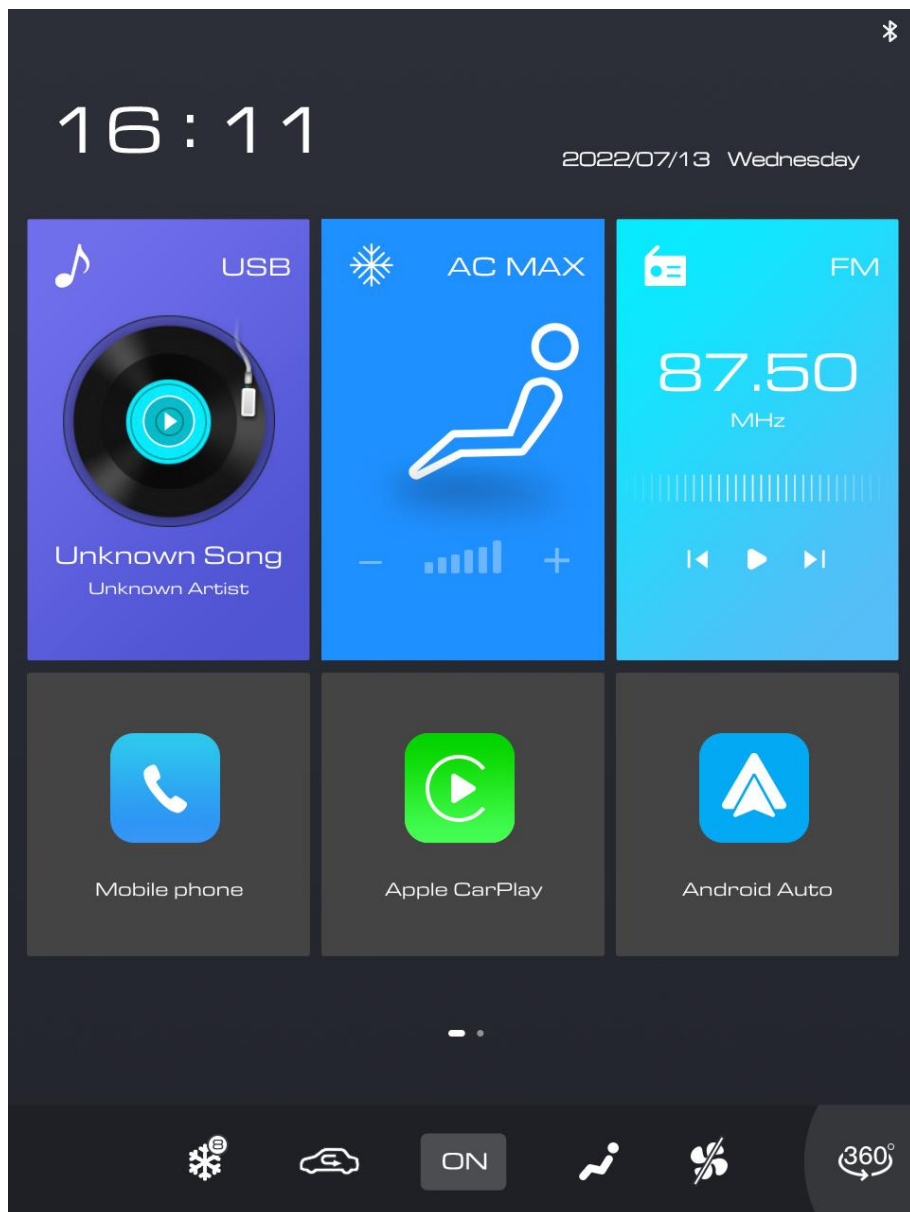 16:11
2022/07/13 Wednesday
USB
AC MAX
FM
87.50
MHz
Unknown Song
Unknown Artist
Mobile phone
Apple CarPlay
Android Auto
8
ON
360°